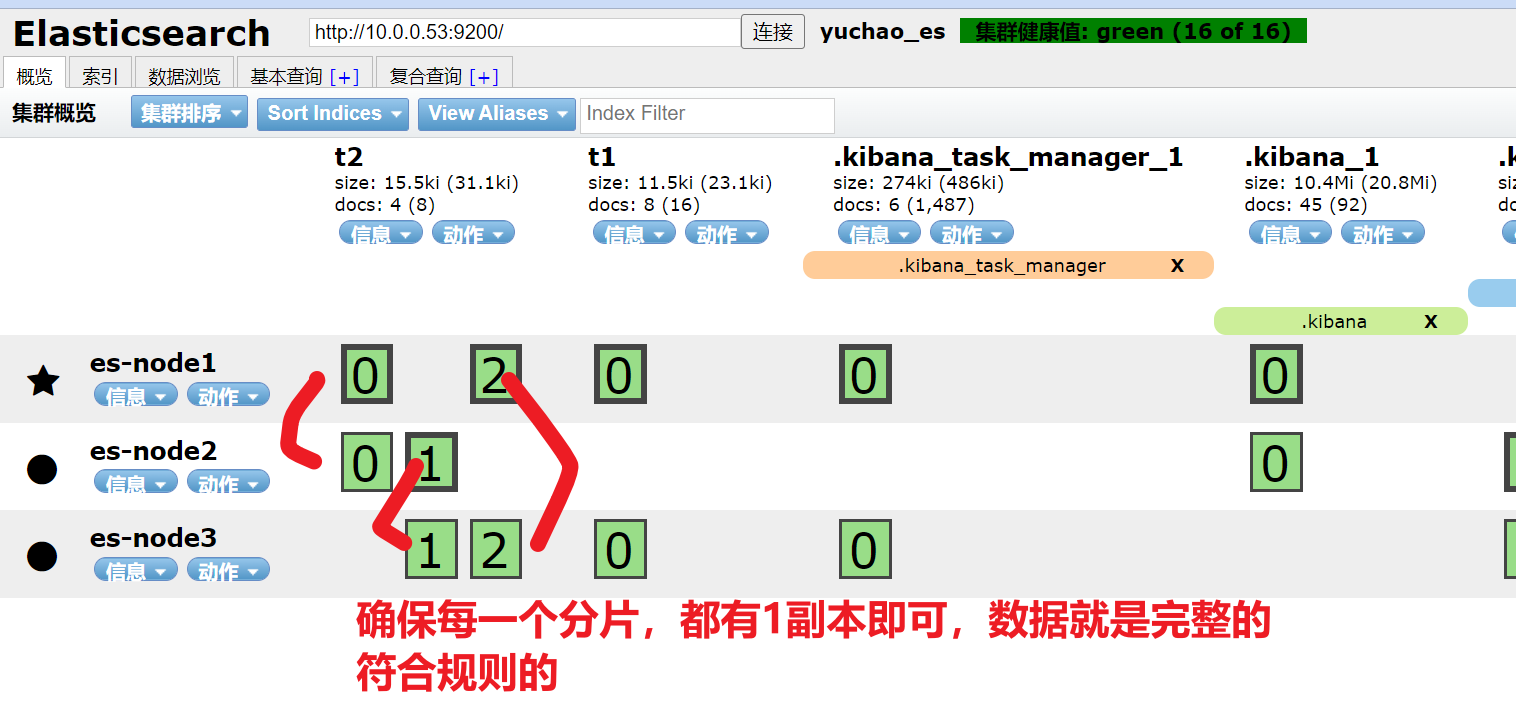 Elasticsearch http://10.0.0.53:9200/ 连接 yuchao_es 集群健康值: green (16 of 16)
概览 索引 数据浏览 基本查询 [+] 复合查询 [+]
集群概览 集群排序 Sort Indices View Aliases Index Filter
t2 t1 .kibana_task_manager_1 .kibana_1
size: 15.5ki (31.1ki) size: 11.5ki (23.1ki) size: 274ki (486ki) size: 10.4Mi (20.8Mi)
docs: 4 (8) docs: 8 (16) docs: 6 (1,487) docs: 45 (92)
信息 动作 信息 动作 信息 动作 信息 动作
.kibana_task_manager X
.kibana X
es-node1 0 2 0 0 0
信息 动作
es-node2 0 1 0
信息 动作
es-node3 1 2 0 0
信息 动作
确保每一个分片，都有1副本即可，数据就是完整的
符合规则的